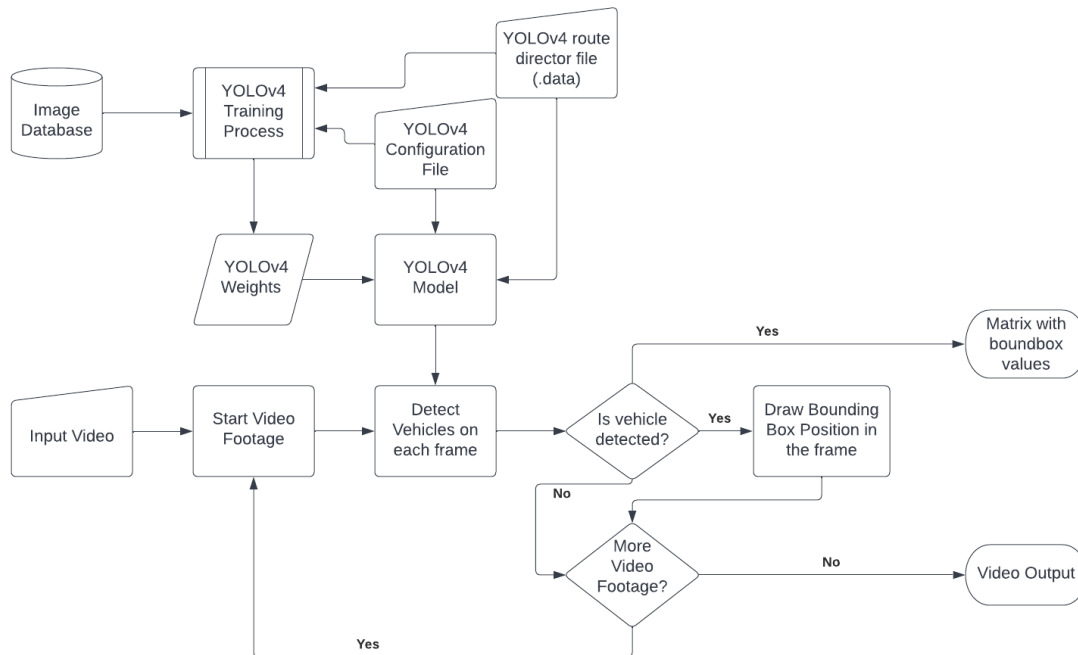 YOLOv4 route
director file
(.data)
Image
Database
YOLOv4
Training
Process
YOLOv4
Configuration
File
YOLOv4
Weights
YOLOv4
Model
Yes
Matrix with
boundbox
values
Input Video
Start Video
Footage
Detect
Vehicles on
each frame
Is vehicle
detected?
Yes
Draw Bounding
Box Position in
the frame
No
More
Video
Footage?
No
Video Output
Yes